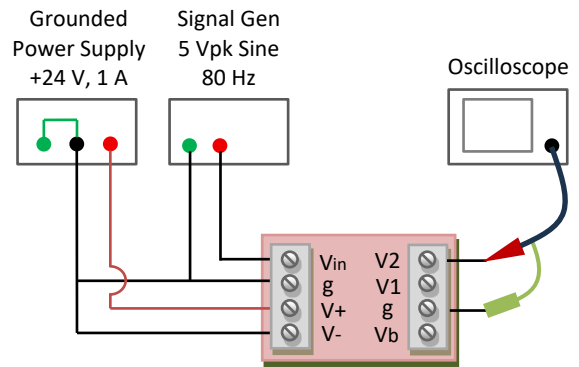 Grounded
Power Supply
+24 V, 1 A
Signal Gen
5 Vpk Sine
80 Hz
Oscilloscope
Vin
g
V+
V-
V2
V1
g
Vb